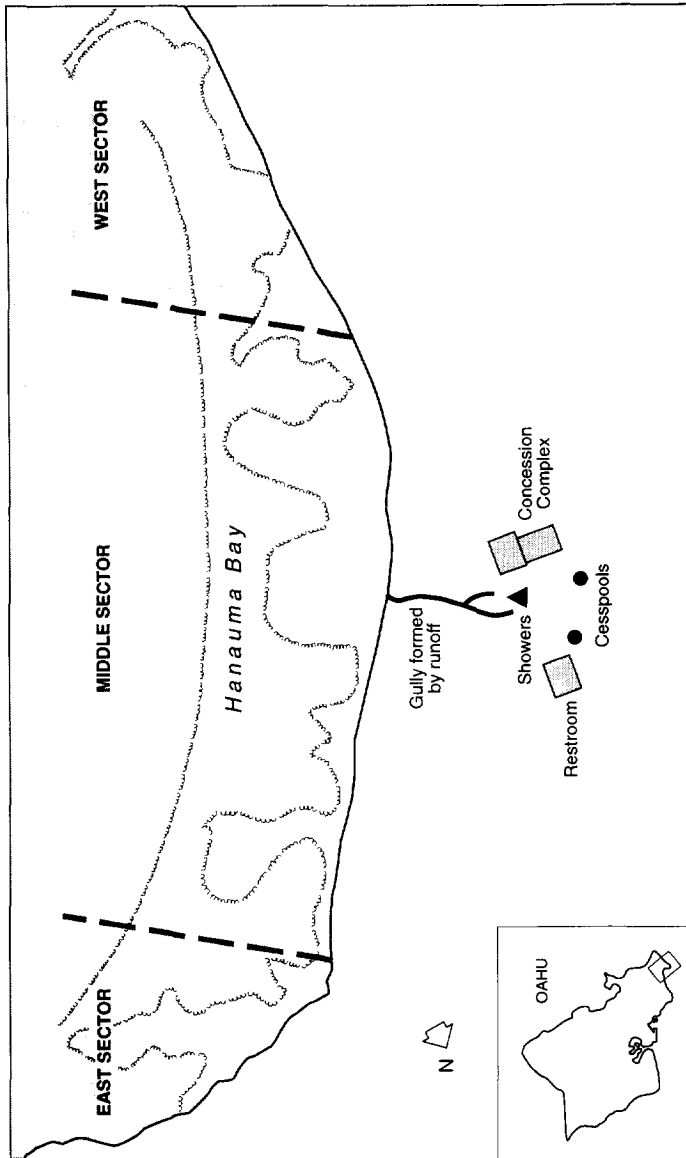 EAST SECTOR
MIDDLE SECTOR
WEST SECTOR
Hanauma Bay
Gully formed
by runoff
Showers
Concession
Complex
Restroom
Cesspools
N
OAHU